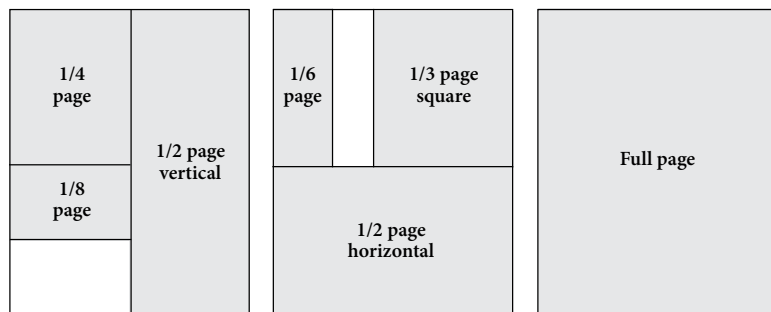 1/4
page
1/2 page
vertical
1/8
page
1/6
page
1/3 page
square
1/2 page
horizontal
Full page